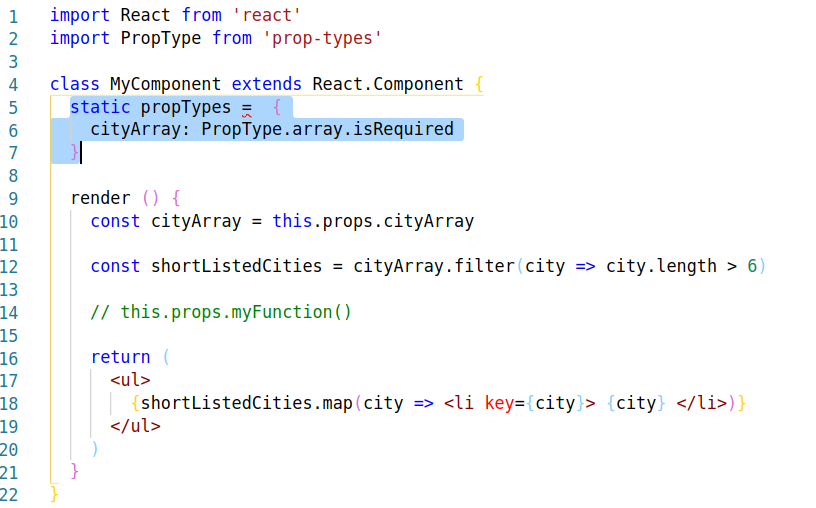 1 import React from 'react'
2 import PropType from 'prop-types'
3
4 class MyComponent extends React.Component {
5   static propTypes =  {
6     cityArray: PropType.array.isRequired
7   }
8
9   render () {
10     const cityArray = this.props.cityArray
11
12     const shortListedCities = cityArray.filter(city => city.length > 6)
13
14     // this.props.myFunction()
15
16     return (
17       <ul>
18         {shortListedCities.map(city => <li key={city}> {city} </li>)}
19       </ul>
20     )
21   }
22 }